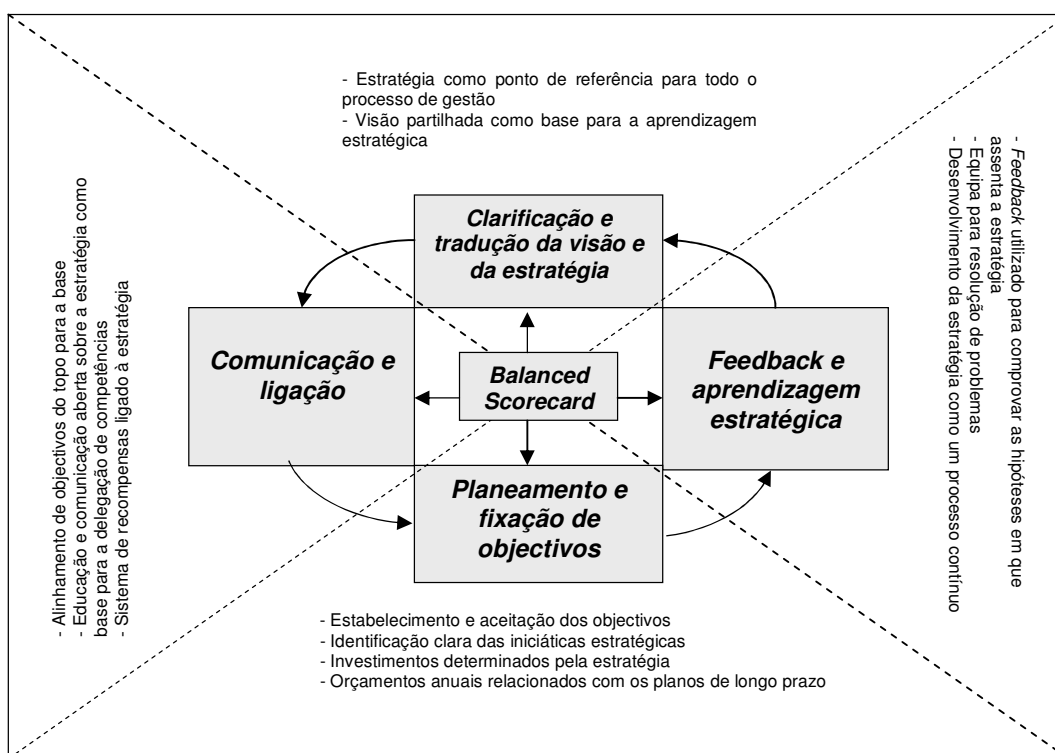 - Estratégia como ponto de referência para todo o
processo de gestão
- Visão partilhada como base para a aprendizagem
estratégica
Clarificação e
tradução da visão e
da estratégia
- Alinhamento de objectivos do topo para a base
- Educação e comunicação aberta sobre a estratégia como
base para a delegação de competências
- Sistema de recompensas ligado à estratégia
Comunicação e
ligação
Balanced
Scorecard
Feedback e
aprendizagem
estratégica
- Feedback utilizado para comprovar as hipóteses em que
assenta a estratégia
- Equipa para resolução de problemas
- Desenvolvimento da estratégia como um processo contínuo
Planeamento e
fixação de
objectivos
- Estabelecimento e aceitação dos objectivos
- Identificação clara das iniciáticas estratégicas
- Investimentos determinados pela estratégia
- Orçamentos anuais relacionados com os planos de longo prazo